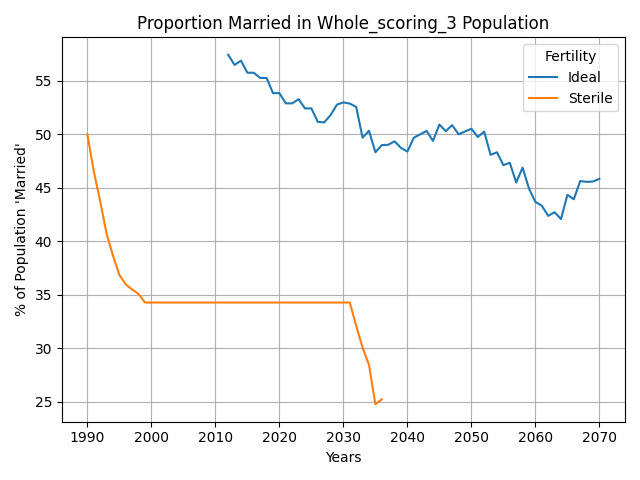 Proportion Married in Whole_scoring_3 Population
% of Population 'Married'
55
50
45
40
35
30
25
Fertility
Ideal
Sterile
1990 2000 2010 2020 2030 2040 2050 2060 2070
Years